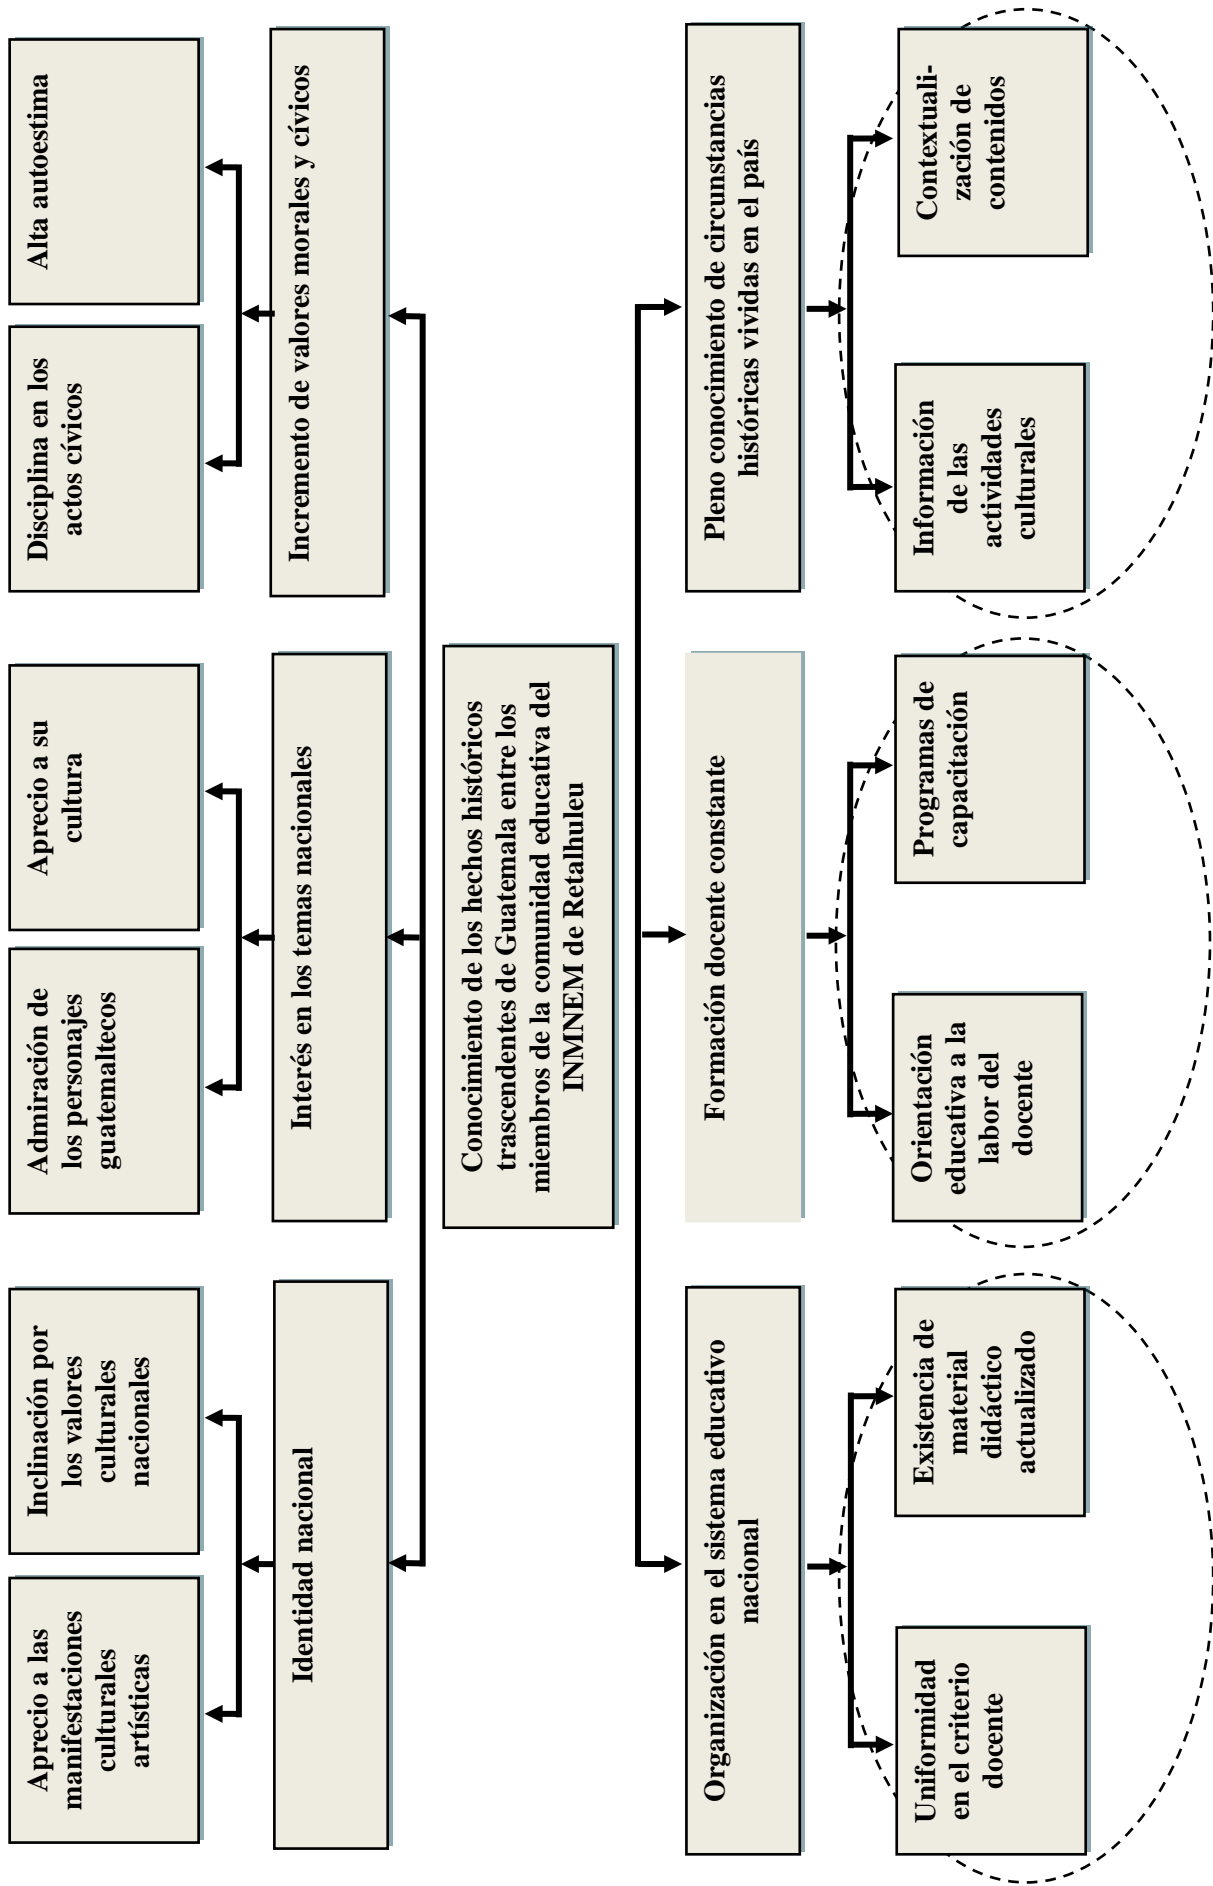 Aprecio a las
manifestaciones
culturales
artísticas
Inclinación por
los valores
culturales
nacionales
Admiración de
los personajes
guatemaltecos
Aprecio a su
cultura
Disciplina en los
actos cívicos
Alta autoestima
Identidad nacional
Interés en los temas nacionales
Incremento de valores morales y cívicos
Conocimiento de los hechos históricos
trascendentes de Guatemala entre los
miembros de la comunidad educativa del
INMNEM de Retalhuleu
Organización en el sistema educativo
nacional
Formación docente constante
Pleno conocimiento de circunstancias
históricas vividas en el país
Uniformidad
en el criterio
docente
Existencia de
material
didáctico
actualizado
Orientación
educativa a la
labor del
docente
Programas de
capacitación
Información
de las
actividades
culturales
Contextuali-
zación de
contenidos